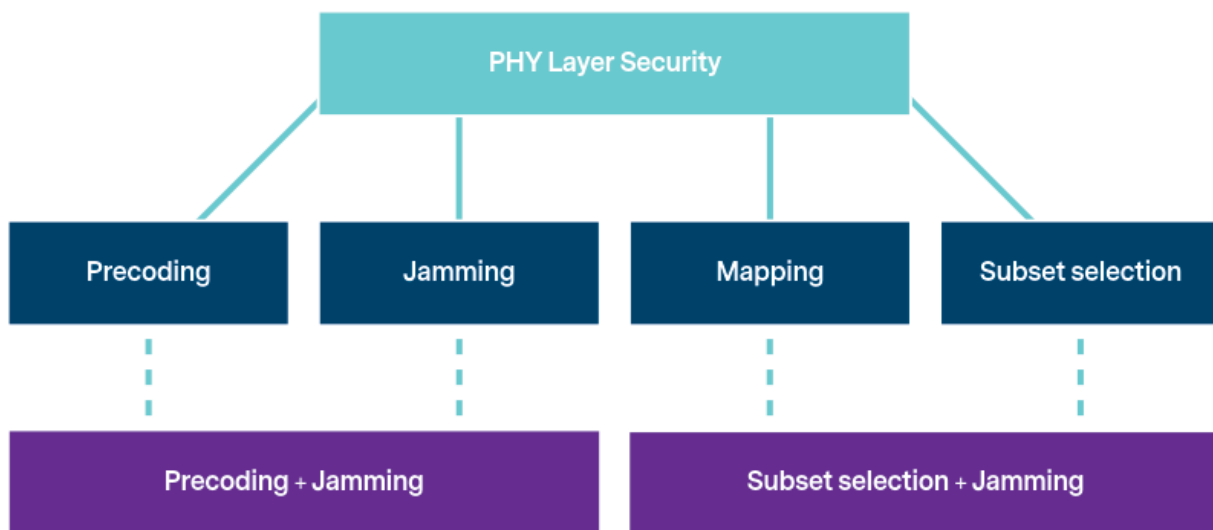 PHY Layer Security
Precoding
Jamming
Mapping
Subset selection
Precoding + Jamming
Subset selection + Jamming